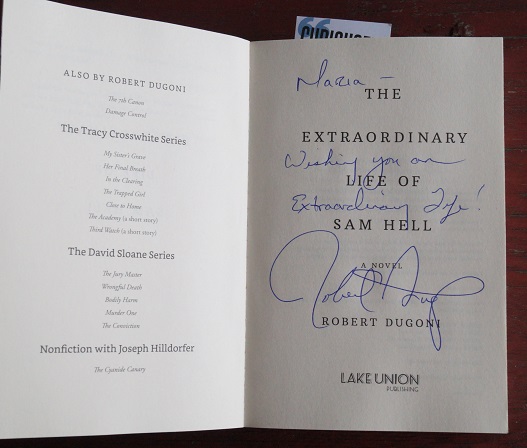 ALSO BY ROBERT DUGONI
The 7th Canon
Damage Control
The Tracy Crosswhite Series
My Sister's Grave
Her Final Breath
In the Clearing
The Trapped Girl
Close to Home
The Academy (a short story)
Third Watch (a short story)
The David Sloane Series
The Jury Master
Wrongful Death
Bodily Harm
Murder One
The Conviction
Nonfiction with Joseph Hilldorfer
The Cyanide Canary
Maria –
THE
EXTRAORDINARY
Wishing you an
LIFE OF
Extraordinary Life!
SAM HELL
A NOVEL
Robert Dugoni
ROBERT DUGONI
LAKE UNION
PUBLISHING